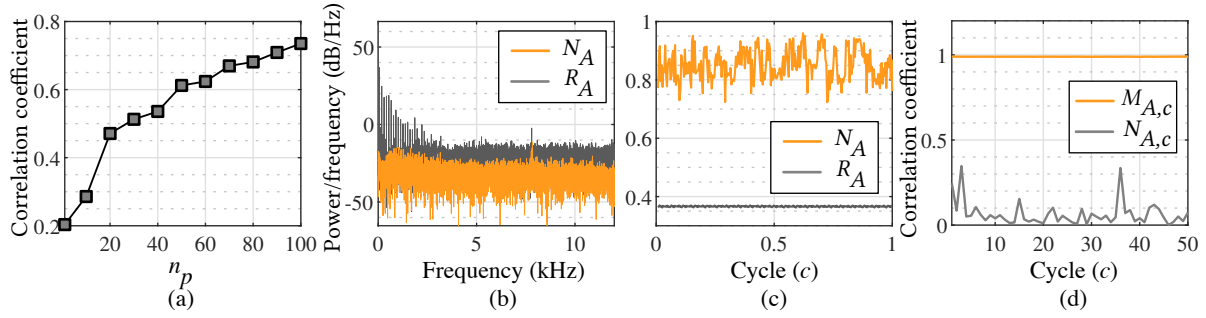 Correlation coefficient
0.8
0.6
0.4
0.2
20
40
60
80
100
n_p
(a)
Power/frequency (dB/Hz)
50
0
-50
0
5
10
N_A
R_A
Frequency (kHz)
(b)
1
0.8
0.6
0.4
0
0.5
1
N_A
R_A
Cycle (c)
(c)
Correlation coefficient
1
0
10
20
30
40
50
M_{A,c}
N_{A,c}
Cycle (c)
(d)